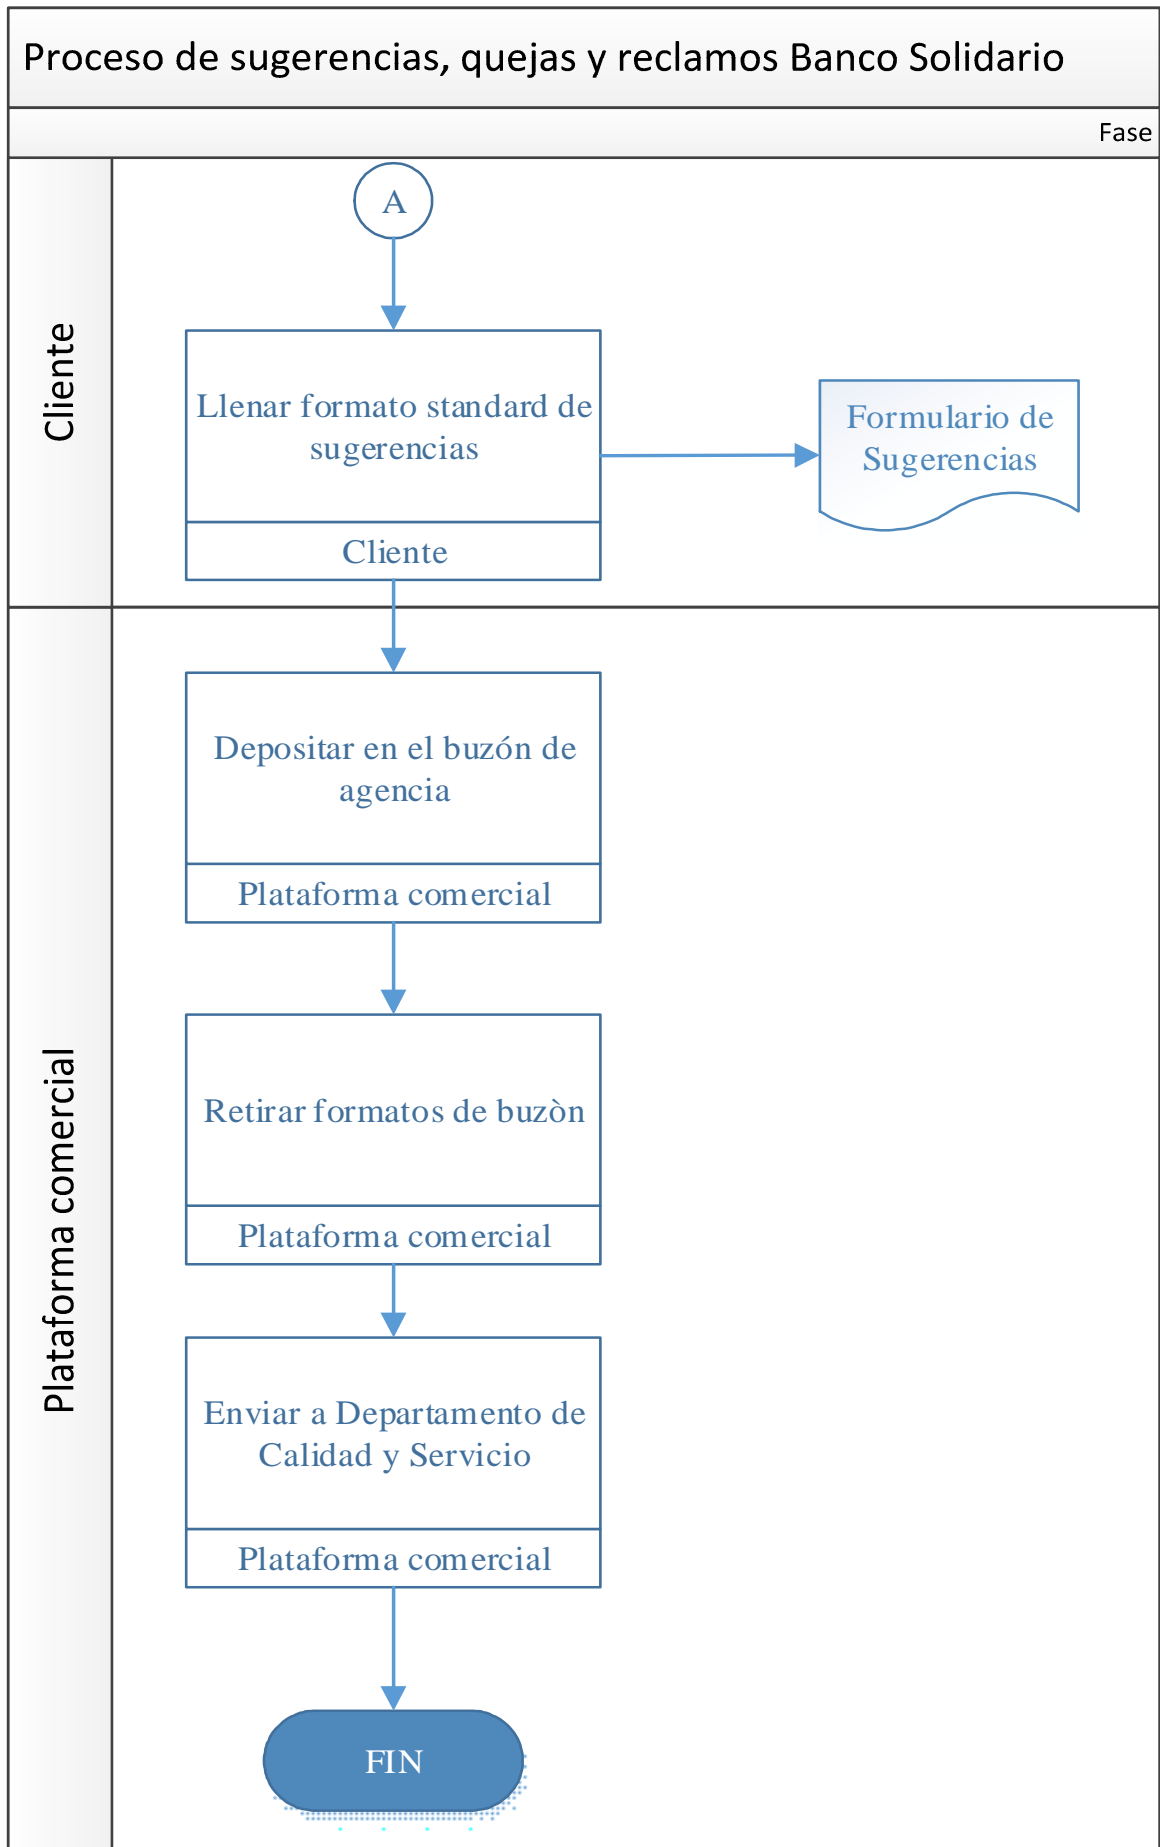 Proceso de sugerencias, quejas y reclamos Banco Solidario
Fase
Cliente
A
Llenar formato standard de
sugerencias
Cliente
Formulario de
Sugerencias
Plataforma comercial
Depositar en el buzón de
agencia
Plataforma comercial
Retirar formatos de buzòn
Plataforma comercial
Enviar a Departamento de
Calidad y Servicio
Plataforma comercial
FIN